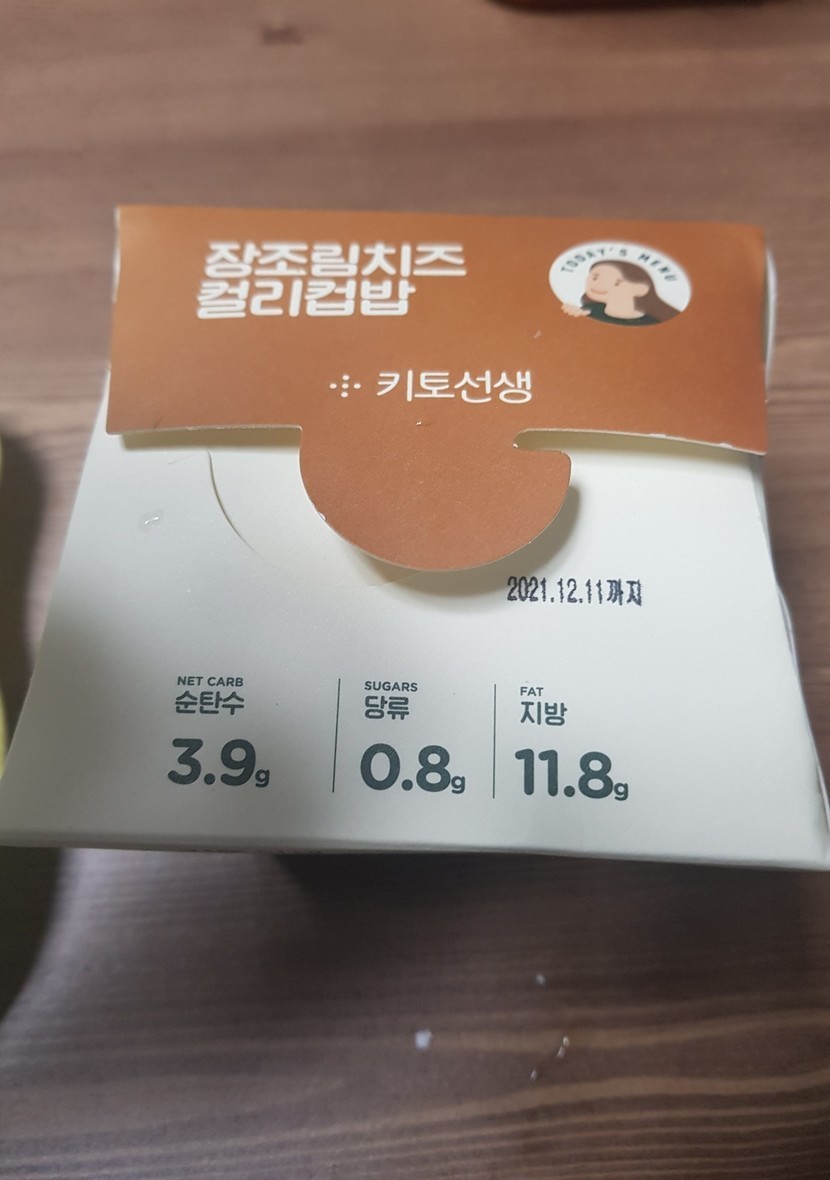 장조림치즈
컬리컵밥
TODAY'S MENU
키토선생
2021.12.11까지
NET CARB
순탄수
3.9g
SUGARS
당류
0.8g
FAT
지방
11.8g